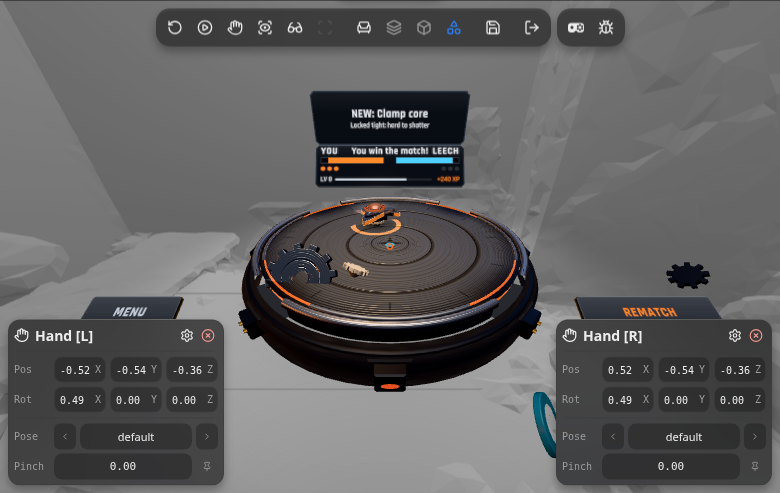 NEW: Clamp core
Locked tight: hard to shatter
YOU You win the match! LEECH
LV 9 +240 XP
MENU
REMATCH
Hand [L]
Pos -0.52 X -0.54 Y -0.36 Z
Rot 0.49 X 0.00 Y 0.00 Z
Pose < default >
Pinch 0.00
Hand [R]
Pos 0.52 X -0.54 Y -0.36 Z
Rot 0.49 X 0.00 Y 0.00 Z
Pose < default >
Pinch 0.00